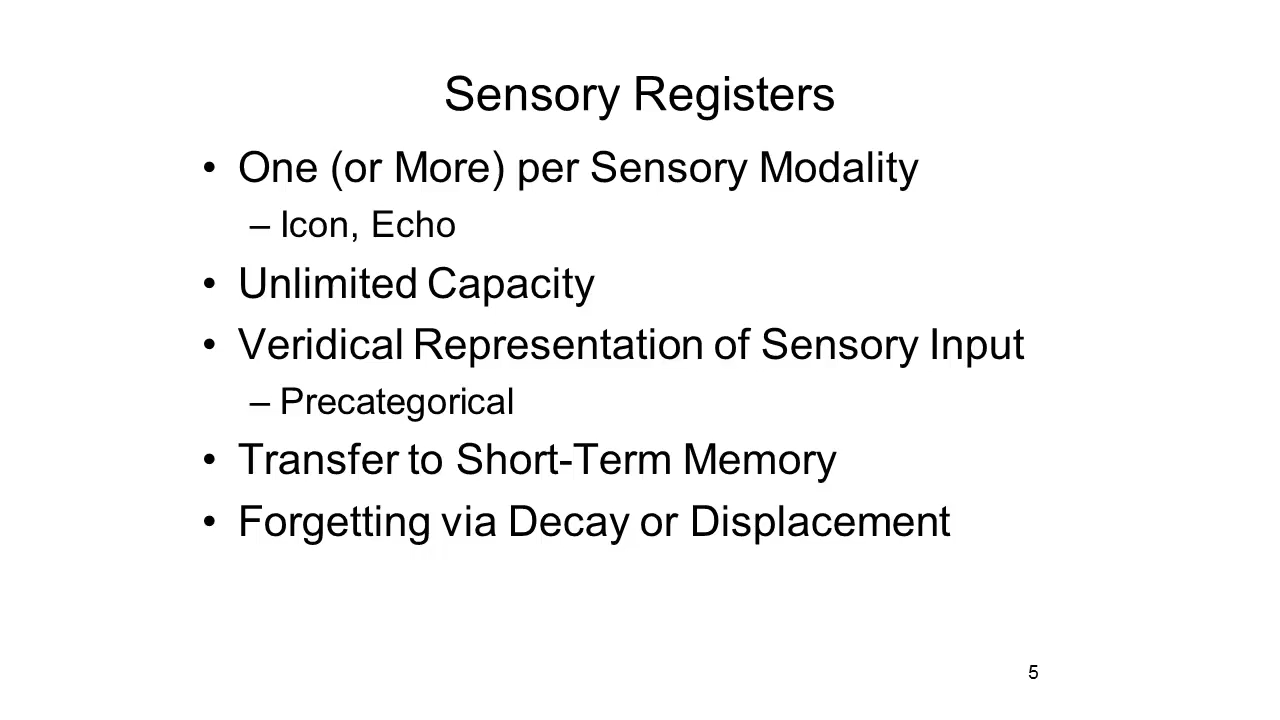 Sensory Registers
• One (or More) per Sensory Modality
– Icon, Echo
• Unlimited Capacity
• Veridical Representation of Sensory Input
– Precategorical
• Transfer to Short-Term Memory
• Forgetting via Decay or Displacement
5